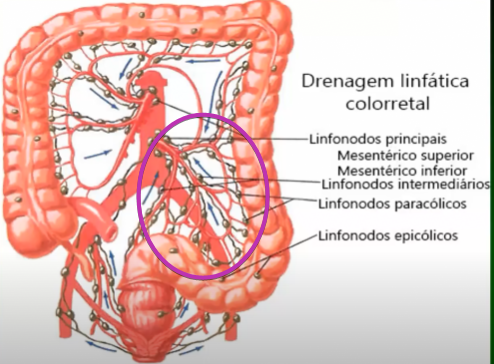 Drenagem linfática
colorretal
Linfonodos principais
Mesentérico superior
Mesentérico inferior
Linfonodos intermediários
Linfonodos paracólicos
Linfonodos epicólicos